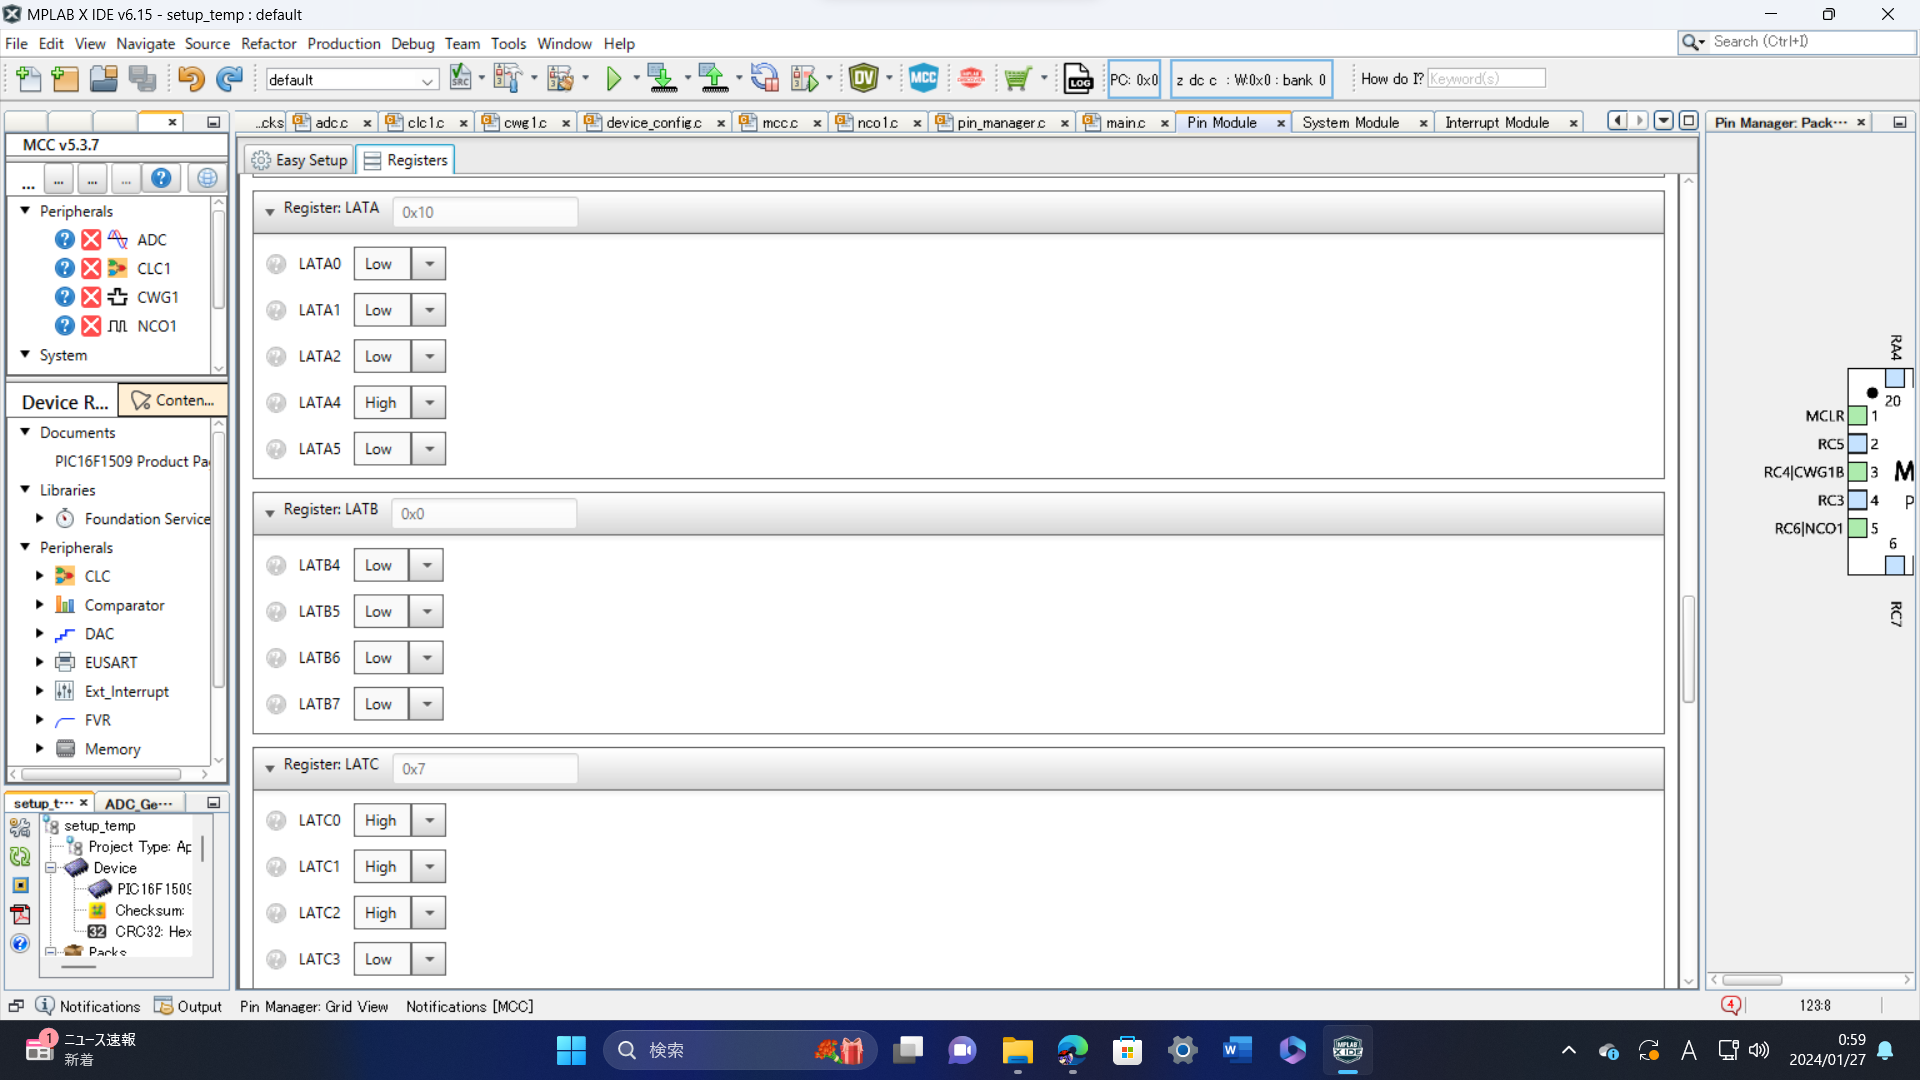 MPLAB X IDE v6.15 - setup_temp : default
File Edit View Navigate Source Refactor Production Debug Team Tools Window Help
Search (Ctrl+I)
default
SRC
DV
MCC
LOG
PC: 0x0
z dc c : W:0x0 : bank 0
How do I?
Keyword(s)
...cks
adc.c
clc1.c
cwg1.c
device_config.c
mcc.c
nco1.c
pin_manager.c
main.c
Pin Module
System Module
Interrupt Module
Pin Manager: Pack...
MCC v5.3.7
... ... ... ...
Peripherals
ADC
CLC1
CWG1
NCO1
System
Device R...
Conten...
Documents
PIC16F1509 Product Pa
Libraries
Foundation Service
Peripherals
CLC
Comparator
DAC
EUSART
Ext_Interrupt
FVR
Memory
setup_t...
ADC_Ge...
setup_temp
Project Type: Ap
Device
PIC16F1509
Checksum:
32 CRC32: Hex
Packs
Easy Setup
Registers
Register: LATA 0x10
LATA0 Low
LATA1 Low
LATA2 Low
LATA4 High
LATA5 Low
Register: LATB 0x0
LATB4 Low
LATB5 Low
LATB6 Low
LATB7 Low
Register: LATC 0x7
LATC0 High
LATC1 High
LATC2 High
LATC3 Low
RA4
20
MCLR 1
RC5 2
RC4|CWG1B 3 M
RC3 4 P
RC6|NCO1 5
6
RC7
Notifications
Output
Pin Manager: Grid View
Notifications [MCC]
4
123:8
1
ニュース速報
新着
検索
MPLAB
X IDE
A
0:59
2024/01/27